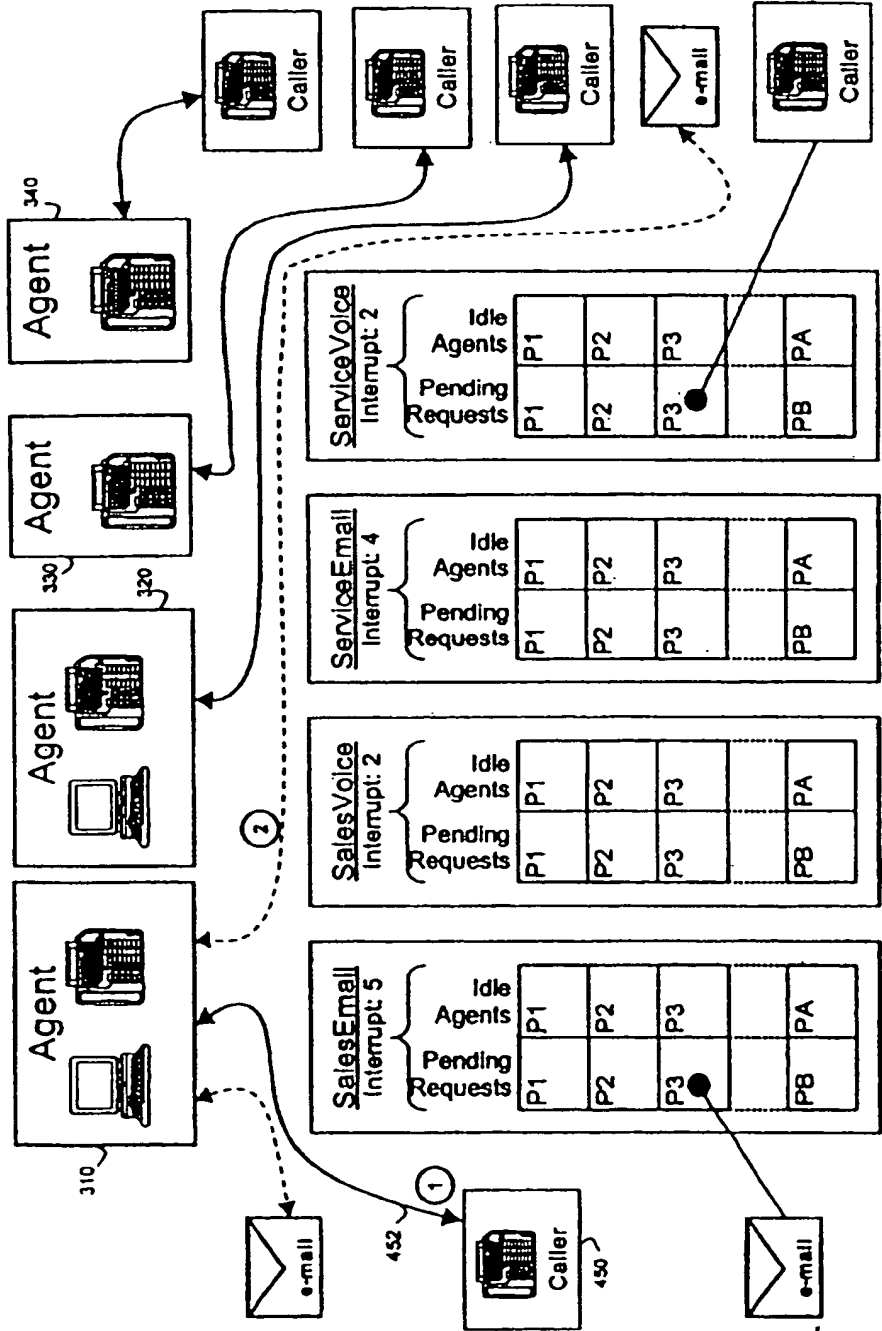 Agent
310
Agent
320
Agent
330
Agent
340
e-mail
452
1
2
Caller
450
Caller
Caller
Caller
e-mail
SalesEmail
Interrupt: 5
Pending Requests
Idle Agents
P1 P1
P2 P2
P3 P3
PB PA
SalesVoice
Interrupt: 2
Pending Requests
Idle Agents
P1 P1
P2 P2
P3 P3
PB PA
ServiceEmail
Interrupt: 4
Pending Requests
Idle Agents
P1 P1
P2 P2
P3 P3
PB PA
ServiceVoice
Interrupt: 2
Pending Requests
Idle Agents
P1 P1
P2 P2
P3 P3
PB PA
e-mail
Caller